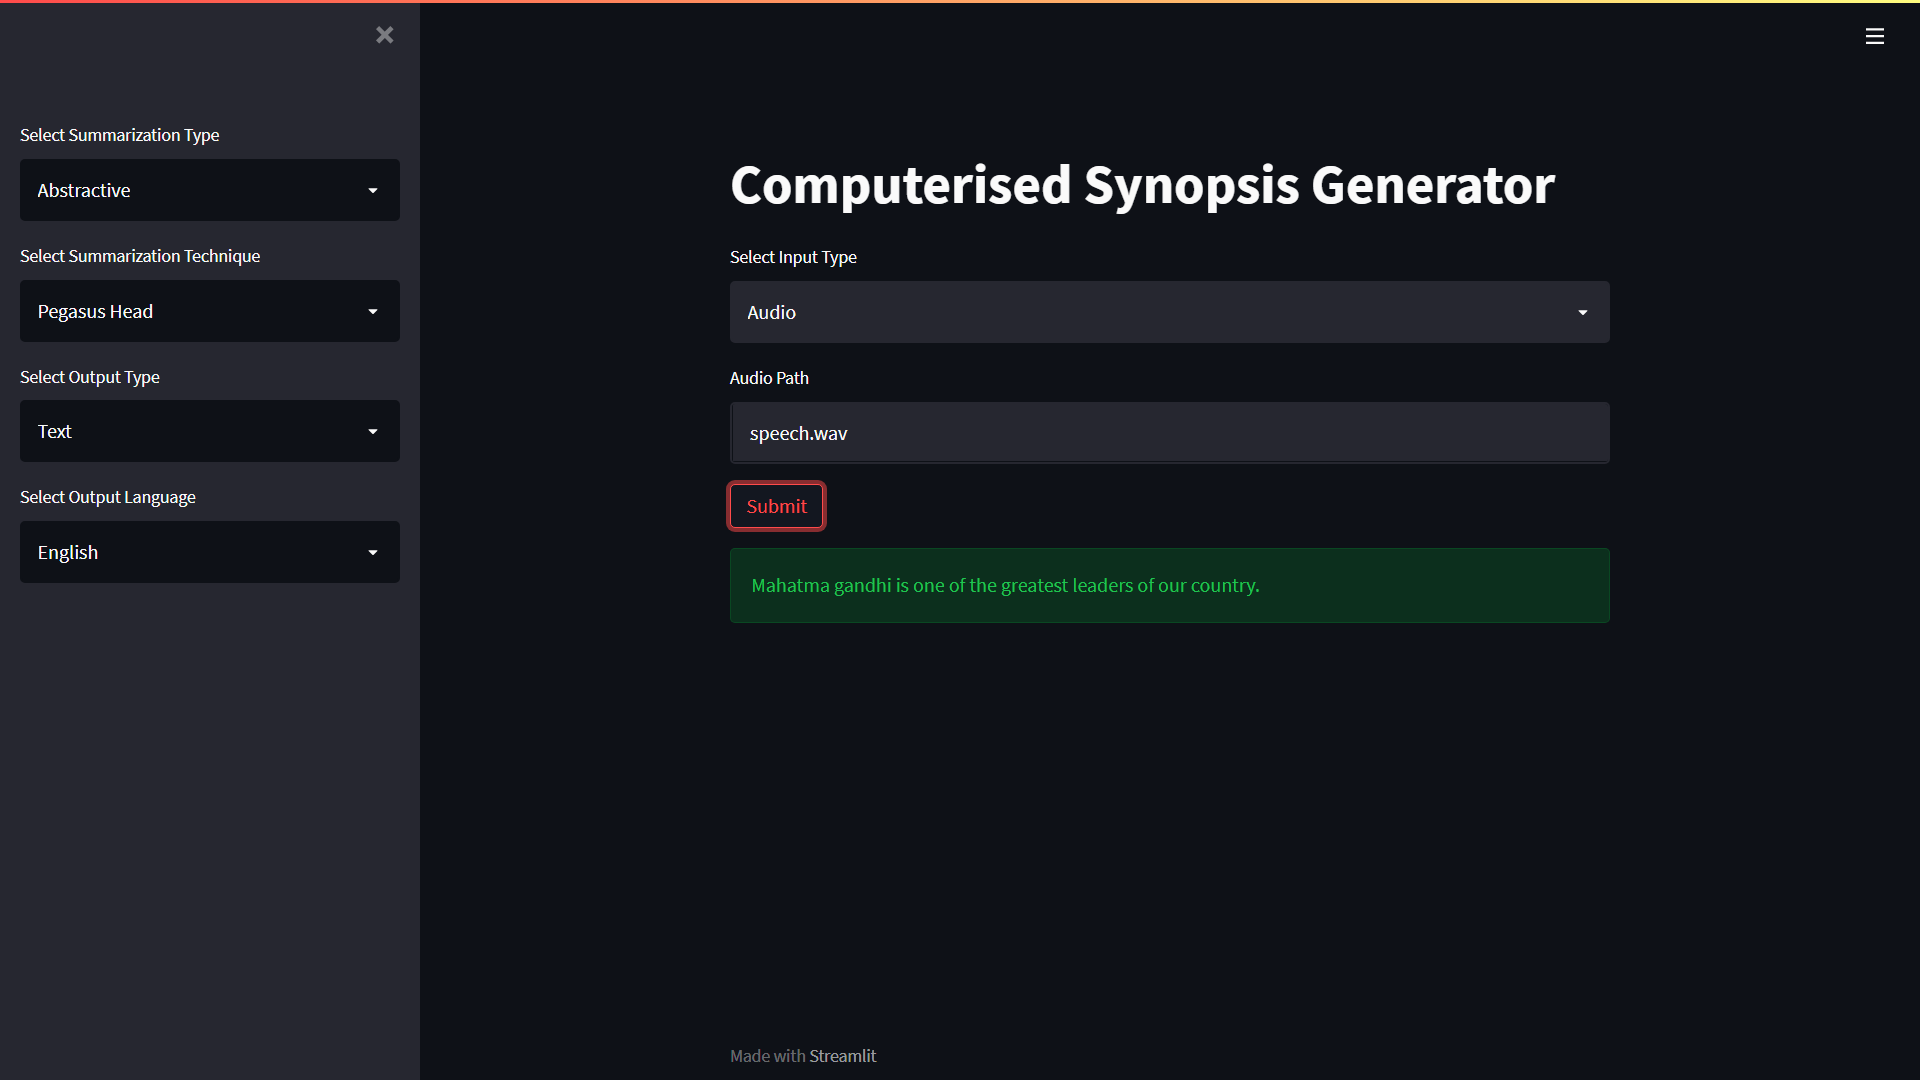 Select Summarization Type
Abstractive
Select Summarization Technique
Pegasus Head
Select Output Type
Text
Select Output Language
English
Computerised Synopsis Generator
Select Input Type
Audio
Audio Path
speech.wav
Submit
Mahatma gandhi is one of the greatest leaders of our country.
Made with Streamlit